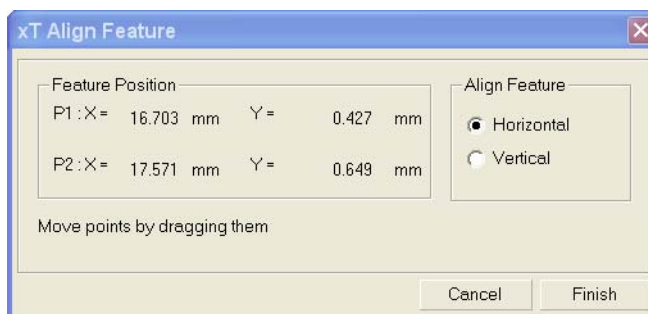 xT Align Feature
Feature Position
P1 : X = 16.703 mm Y = 0.427 mm
P2 : X = 17.571 mm Y = 0.649 mm
Align Feature
Horizontal
Vertical
Move points by dragging them
Cancel Finish